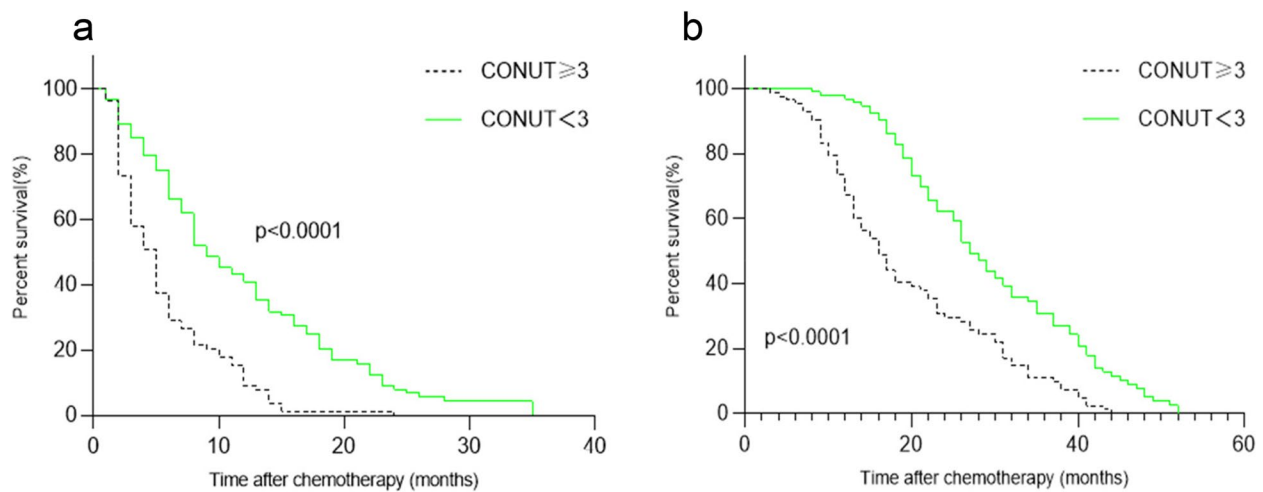 a
CONUT⩾3
CONUT<3
100
80
60
40
20
0
Percent survival(%)
p<0.0001
0 10 20 30 40
Time after chemotherapy (months)
b
CONUT⩾3
CONUT<3
100
80
60
40
20
0
Percent survival(%)
p<0.0001
0 20 40 60
Time after chemotherapy (months)